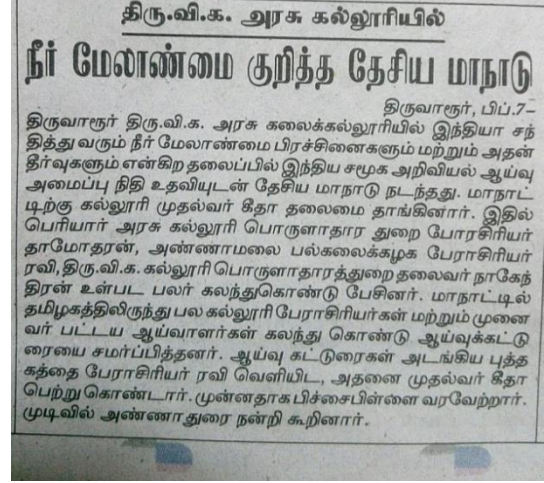 திரு.வி.க. அரசு கல்லூரியில்
நீர் மேலாண்மை குறித்த தேசிய மாநாடு
திருவாரூர், பிப்.7–
திருவாரூர் திரு.வி.க. அரசு கலைக்கல்லூரியில் இந்தியா சந்
தித்து வரும் நீர் மேலாண்மை பிரச்சினைகளும் மற்றும் அதன்
தீர்வுகளும் என்கிற தலைப்பில் இந்திய சமூக அறிவியல் ஆய்வு
அமைப்பு நிதி உதவியுடன் தேசிய மாநாடு நடந்தது. மாநாட்
டிற்கு கல்லூரி முதல்வர் கீதா தலைமை தாங்கினார். இதில்
பெரியார் அரசு கல்லூரி பொருளாதார துறை போரசிரியர்
தாமோதரன், அண்ணாமலை பல்கலைக்கழக பேராசிரியர்
ரவி, திரு.வி.க. கல்லூரி பொருளாதாரத்துறை தலைவர் நாகேந்
திரன் உள்பட பலர் கலந்துகொண்டு பேசினர். மாநாட்டில்
தமிழகத்திலிருந்து பல கல்லூரி பேராசிரியர்கள் மற்றும் முனை
வர் பட்டய ஆய்வாளர்கள் கலந்து கொண்டு ஆய்வுக்கட்டு
ரையை சமர்ப்பித்தனர். ஆய்வு கட்டுரைகள் அடங்கிய புத்த
கத்தை பேராசிரியர் ரவி வெளியிட, அதனை முதல்வர் கீதா
பெற்று கொண்டார். முன்னதாக பிச்சைபிள்ளை வரவேற்றார்.
முடிவில் அண்ணாதுரை நன்றி கூறினார்.